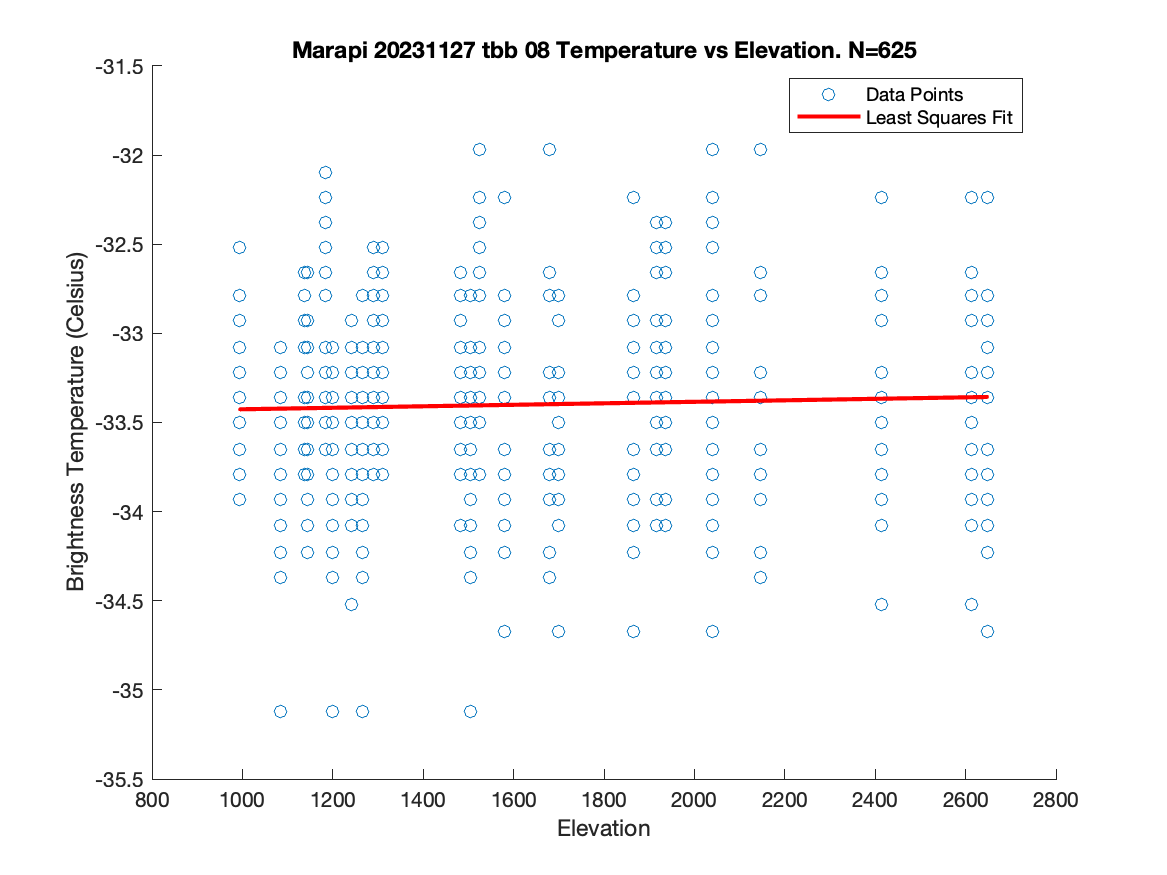 Marapi 20231127 tbb 08 Temperature vs Elevation. N=625
Data Points
Least Squares Fit
Brightness Temperature (Celsius)
-31.5
-32
-32.5
-33
-33.5
-34
-34.5
-35
-35.5
800 1000 1200 1400 1600 1800 2000 2200 2400 2600 2800
Elevation